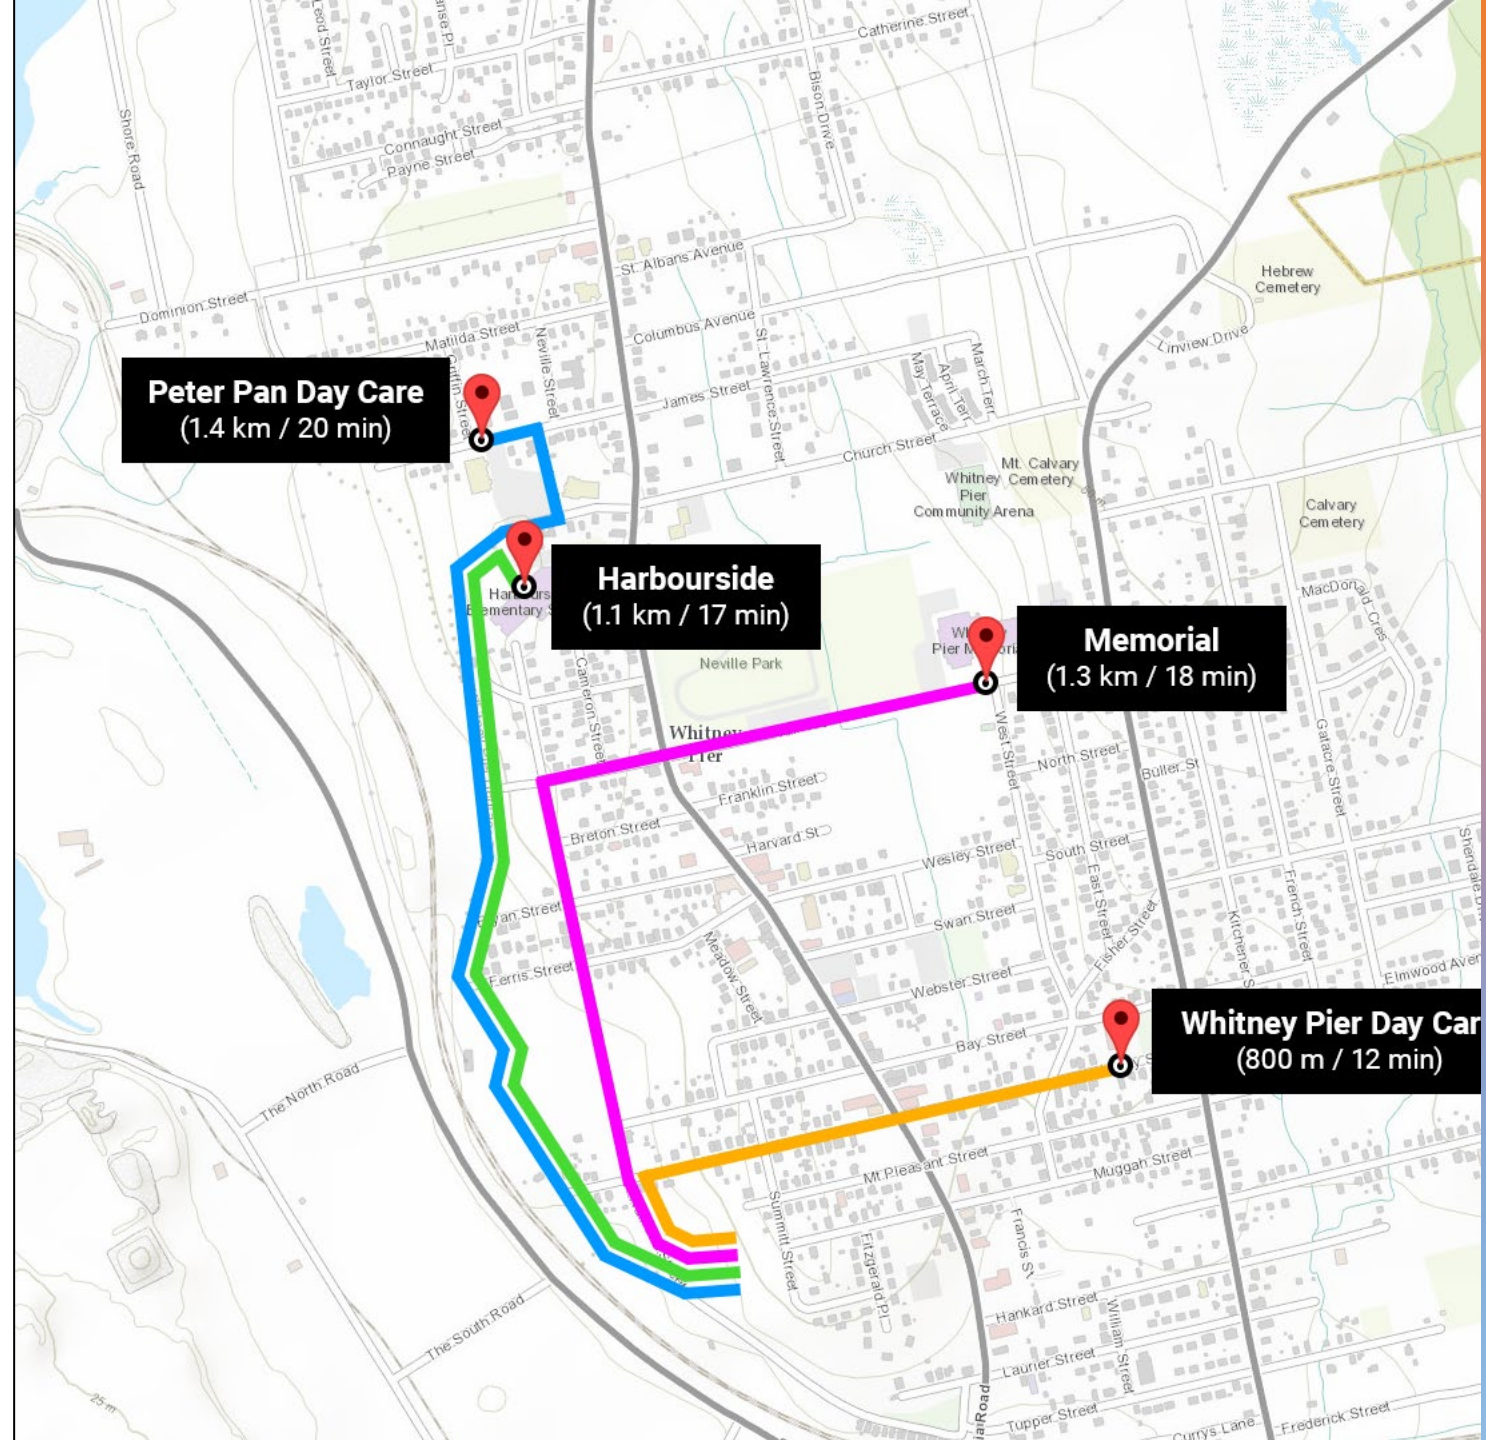 Catherine Street
Taylor Street
Bison Drive
Shore Road
Connaught Street
Payne Street
St. Albans Avenue
Hebrew
Cemetery
Dominion Street
Columbus Avenue
Matilda Street
Neville Street
Linview Drive
St. Lawrence Street
May Terrace
April Terr
March Terr
Griffin Street
James Street
Peter Pan Day Care
(1.4 km / 20 min)
Church Street
Mt. Calvary
Cemetery
Whitney
Pier
Community Arena
Calvary
Cemetery
Harbourside
(1.1 km / 17 min)
MacDonald Cres
Memorial
(1.3 km / 18 min)
Neville Park
Cameron Street
Whitney
Pier
West Street
North Street
Buller St
Gatacre Street
Franklin Street
Breton Street
Harvard St
Wesley Street
South Street
East Street
French Street
Swan Street
Fisher Street
Ferris Street
Meadow Street
Webster Street
Elmwood Aven
Whitney Pier Day Car
(800 m / 12 min)
Bay Street
The North Road
Mt Pleasant Street
Muggah Street
Summitt Street
Fitzgerald Pl
Francis St
The South Road
Hankard Street
William Street
Laurier Street
25 m
Tupper Street
Currys Lane
Frederick Street